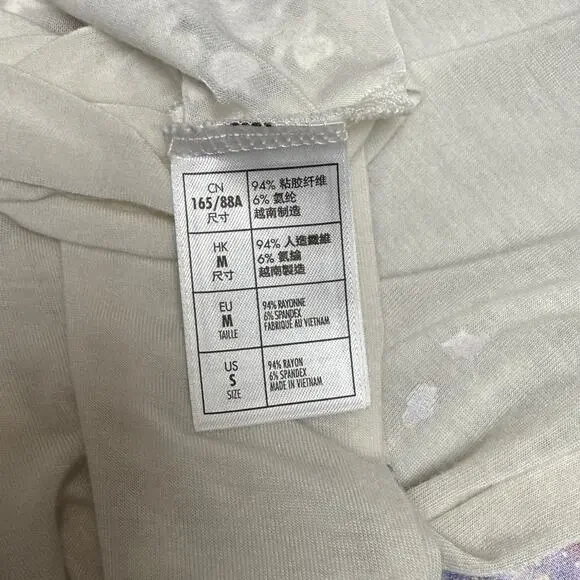 CN
165/88A
尺寸
94% 粘胶纤维
6% 氨纶
越南制造
HK
M
尺寸
94% 人造纖維
6% 氨綸
越南製造
EU
M
TAILLE
94% RAYONNE
6% SPANDEX
FABRIQUÉ AU VIETNAM
US
S
SIZE
94% RAYON
6% SPANDEX
MADE IN VIETNAM